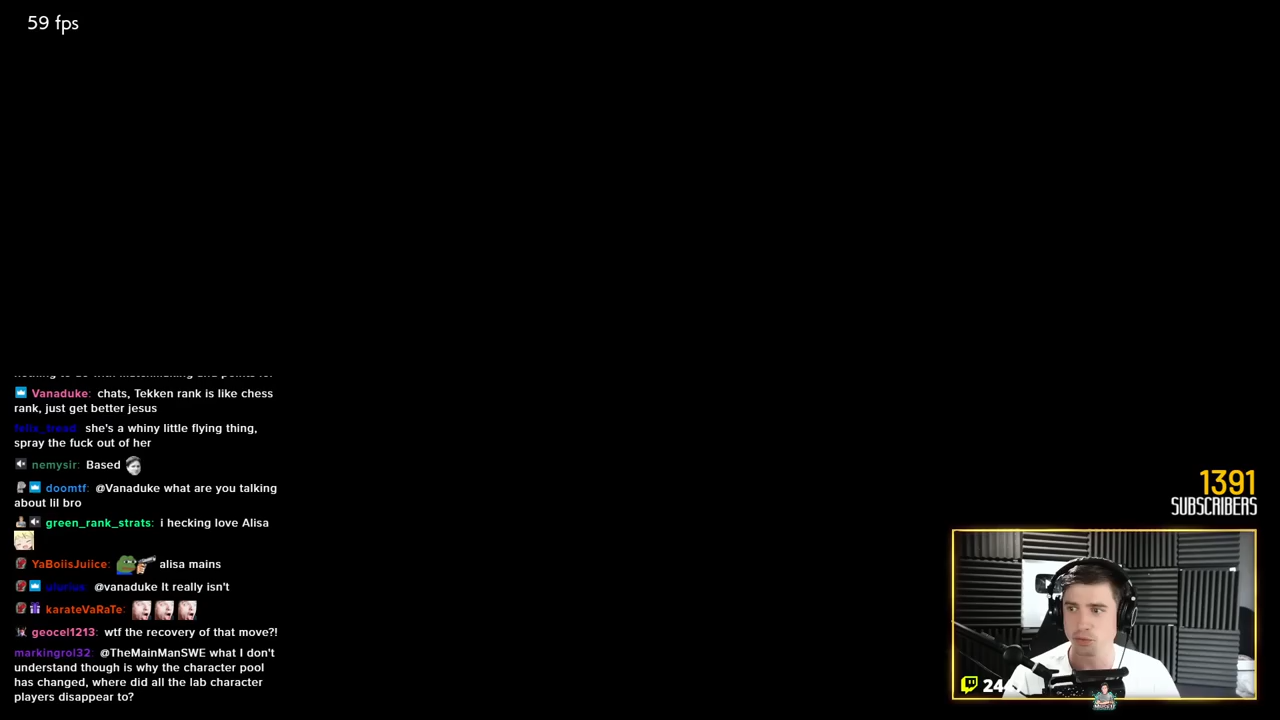 59 fps
Vanaduke: chats, Tekken rank is like chess
rank, just get better jesus
felix_tread she's a whiny little flying thing,
spray the fuck out of her
nemysir: Based
doomtf: @Vanaduke what are you talking
about lil bro
green_rank_strats: i hecking love Alisa
YaBoiisJuiice: alisa mains
@vanaduke It really isn't
karateVaRaTe:
geocel1213: wtf the recovery of that move?!
markingrol32: @TheMainManSWE what I don't
understand though is why the character pool
has changed, where did all the lab character
players disappear to?
1391
SUBSCRIBERS